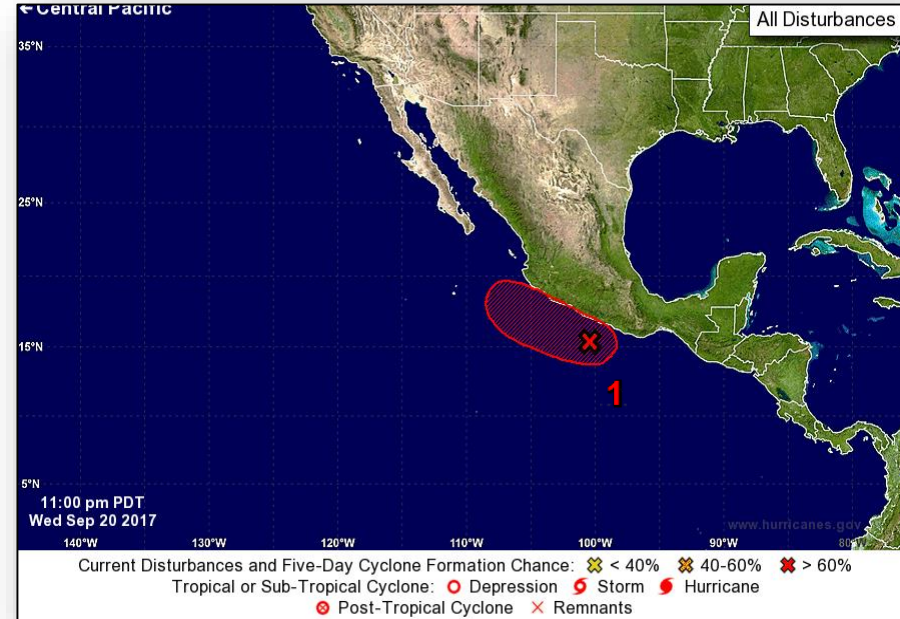 ←Central Pacific
All Disturbances
35°N
25°N
15°N
1
5°N
11:00 pm PDT
Wed Sep 20 2017
www.hurricanes.gov
140°W 130°W 120°W 110°W 100°W 90°W 80°W
Current Disturbances and Five-Day Cyclone Formation Chance: < 40% 40-60% > 60%
Tropical or Sub-Tropical Cyclone: Depression Storm Hurricane
Post-Tropical Cyclone Remnants